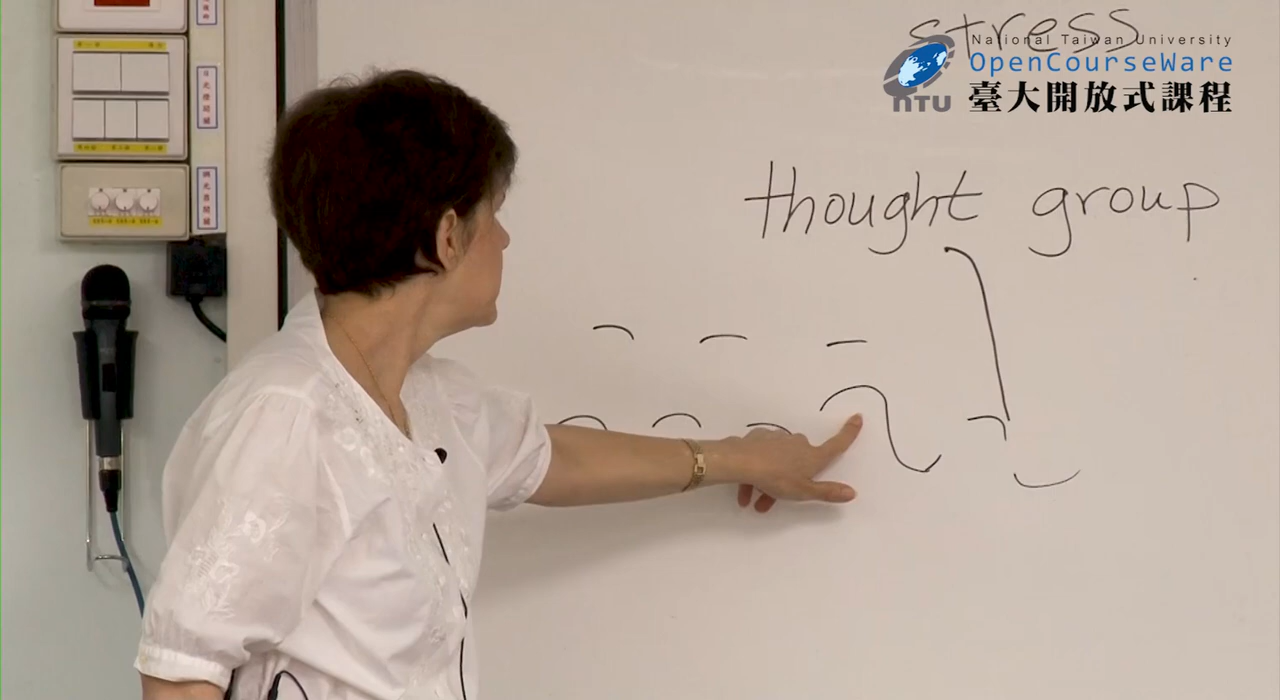 stress
National Taiwan University
OpenCourseWare
NTU
臺大開放式課程
thought group